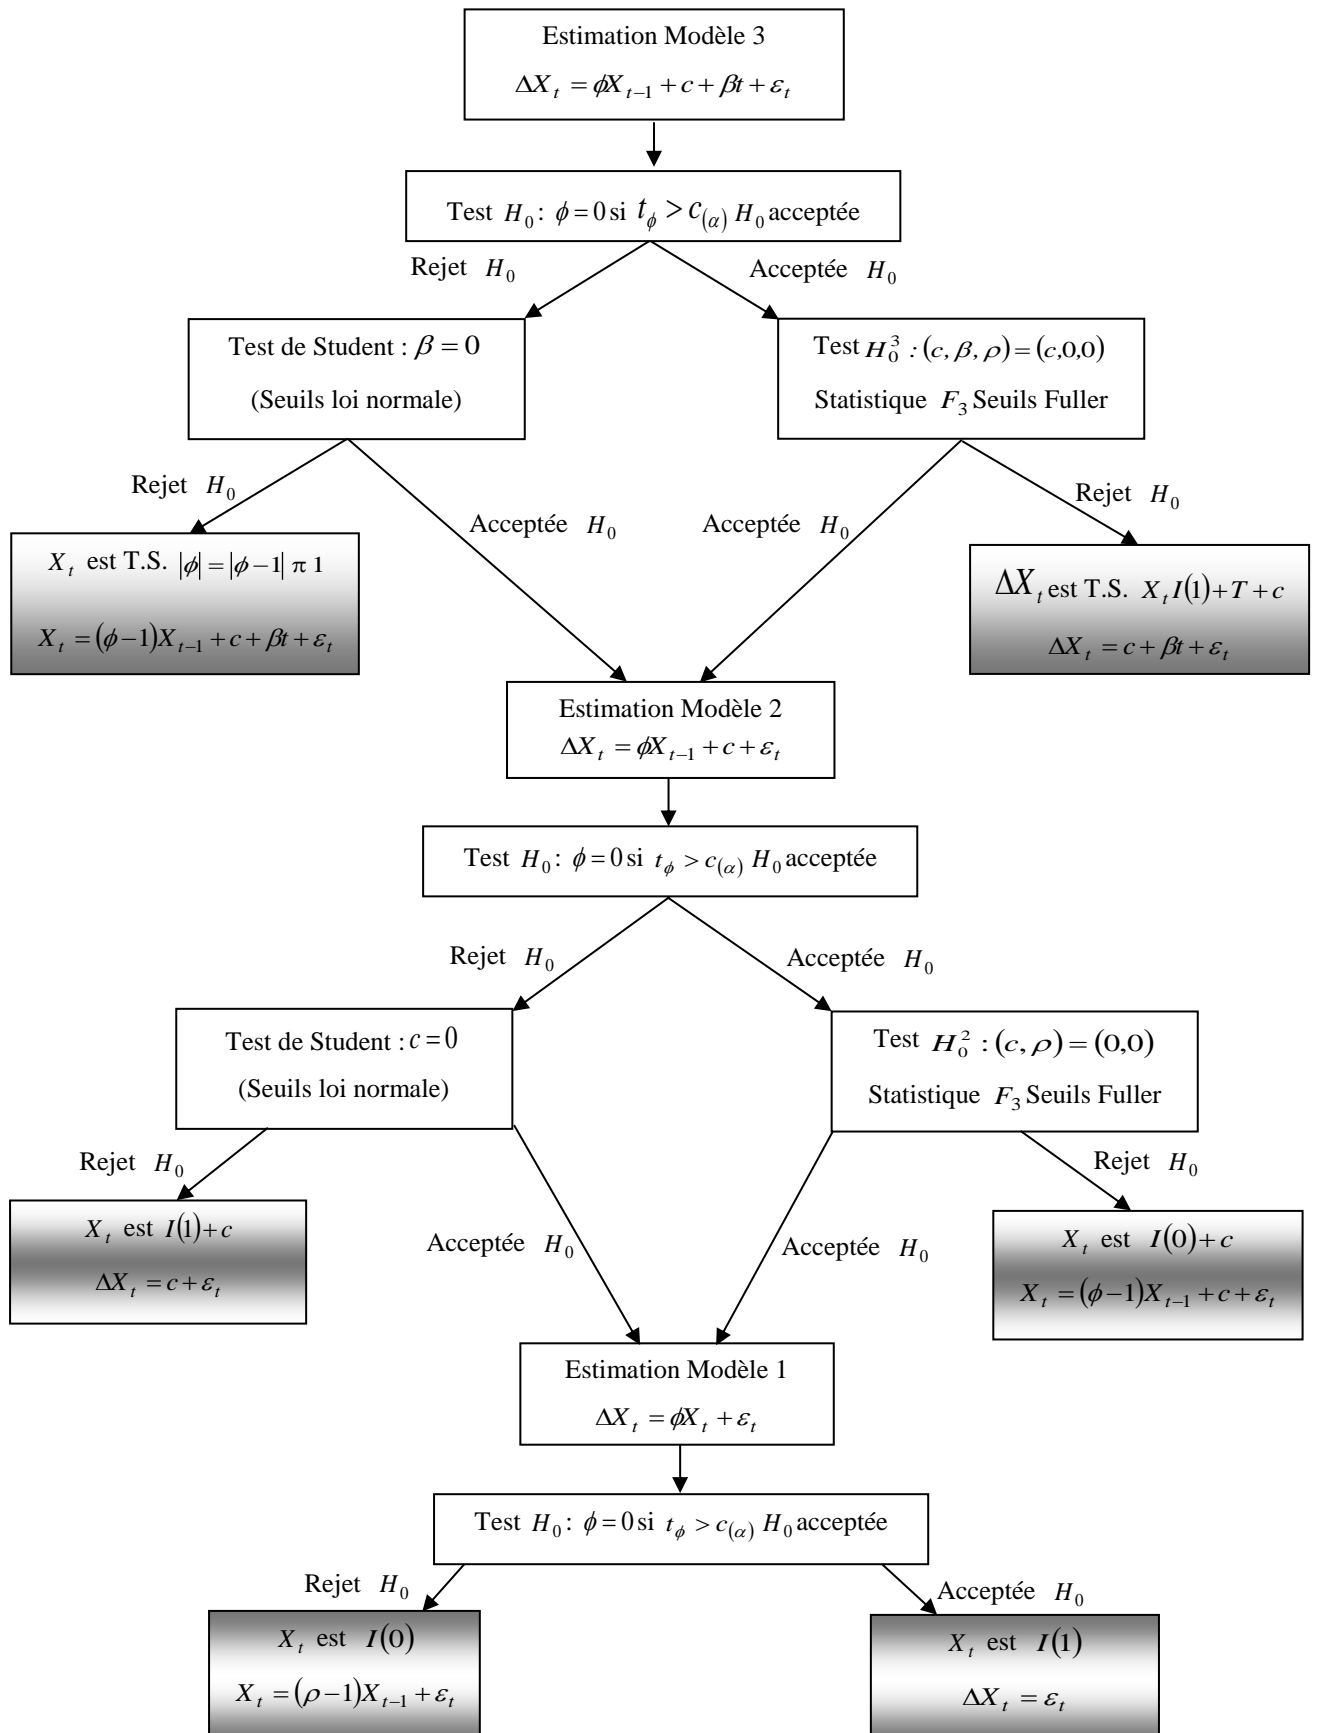 Estimation Modèle 3
ΔX_t = ϕX_{t−1} + c + βt + ε_t
Test H_0 : ϕ = 0 si t_ϕ > c_(α) H_0 acceptée
Rejet H_0
Acceptée H_0
Test de Student : β = 0
(Seuils loi normale)
Test H_0^3 : (c, β, ρ) = (c,0,0)
Statistique F_3 Seuils Fuller
Rejet H_0
Acceptée H_0
Acceptée H_0
Rejet H_0
X_t est T.S. |ϕ| = |ϕ−1| π 1
X_t = (ϕ−1)X_{t−1} + c + βt + ε_t
ΔX_t est T.S. X_t I(1) + T + c
ΔX_t = c + βt + ε_t
Estimation Modèle 2
ΔX_t = ϕX_{t−1} + c + ε_t
Test H_0 : ϕ = 0 si t_ϕ > c_(α) H_0 acceptée
Rejet H_0
Acceptée H_0
Test de Student : c = 0
(Seuils loi normale)
Test H_0^2 : (c, ρ) = (0,0)
Statistique F_3 Seuils Fuller
Rejet H_0
Acceptée H_0
Acceptée H_0
Rejet H_0
X_t est I(1) + c
ΔX_t = c + ε_t
X_t est I(0) + c
X_t = (ϕ−1)X_{t−1} + c + ε_t
Estimation Modèle 1
ΔX_t = ϕX_t + ε_t
Test H_0 : ϕ = 0 si t_ϕ > c_(α) H_0 acceptée
Rejet H_0
Acceptée H_0
X_t est I(0)
X_t = (ρ−1)X_{t−1} + ε_t
X_t est I(1)
ΔX_t = ε_t